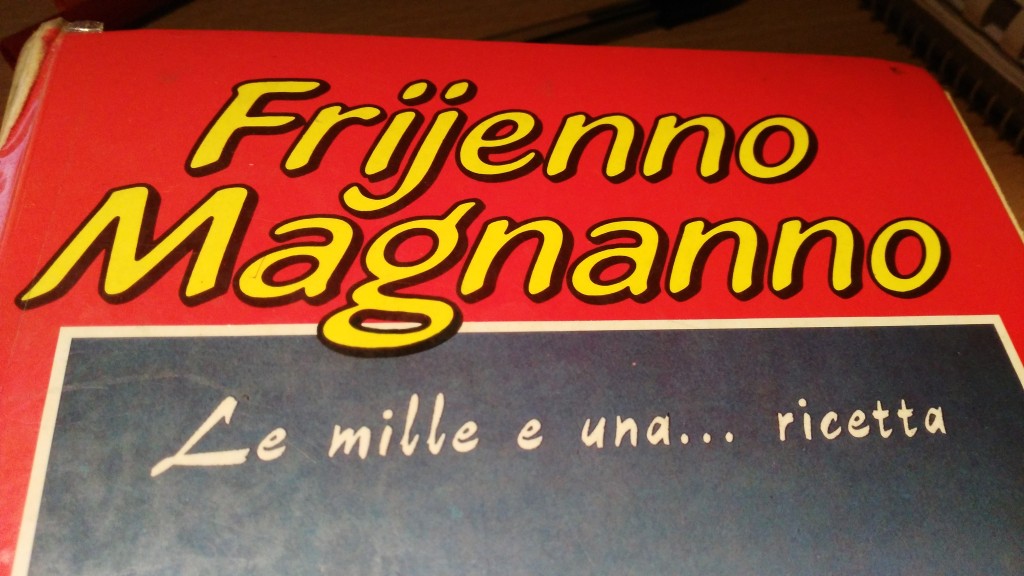 Frijenno
Magnanno
Le mille e una... ricetta